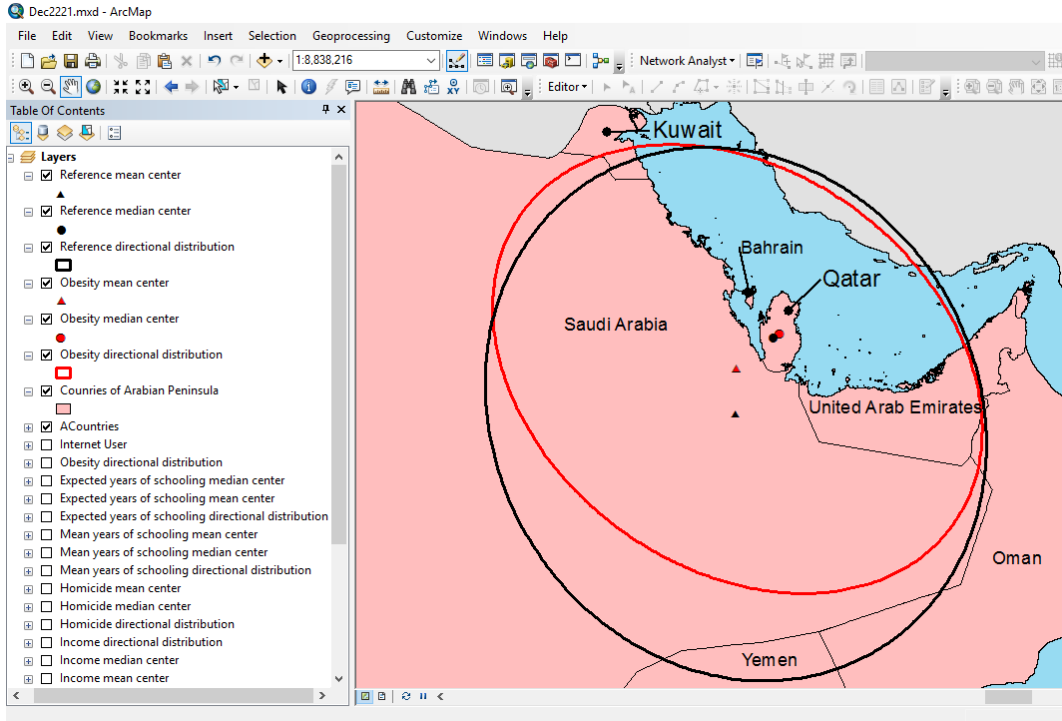 Dec2221.mxd - ArcMap
File Edit View Bookmarks Insert Selection Geoprocessing Customize Windows Help
1:8,838,216
Network Analyst
Editor
Table Of Contents
Layers
Reference mean center
Reference median center
Reference directional distribution
Obesity mean center
Obesity median center
Obesity directional distribution
Counries of Arabian Peninsula
ACountries
Internet User
Obesity directional distribution
Expected years of schooling median center
Expected years of schooling mean center
Expected years of schooling directional distribution
Mean years of schooling mean center
Mean years of schooling median center
Mean years of schooling directional distribution
Homicide mean center
Homicide median center
Homicide directional distribution
Income directional distribution
Income median center
Income mean center
Kuwait
Bahrain
Qatar
Saudi Arabia
United Arab Emirates
Oman
Yemen